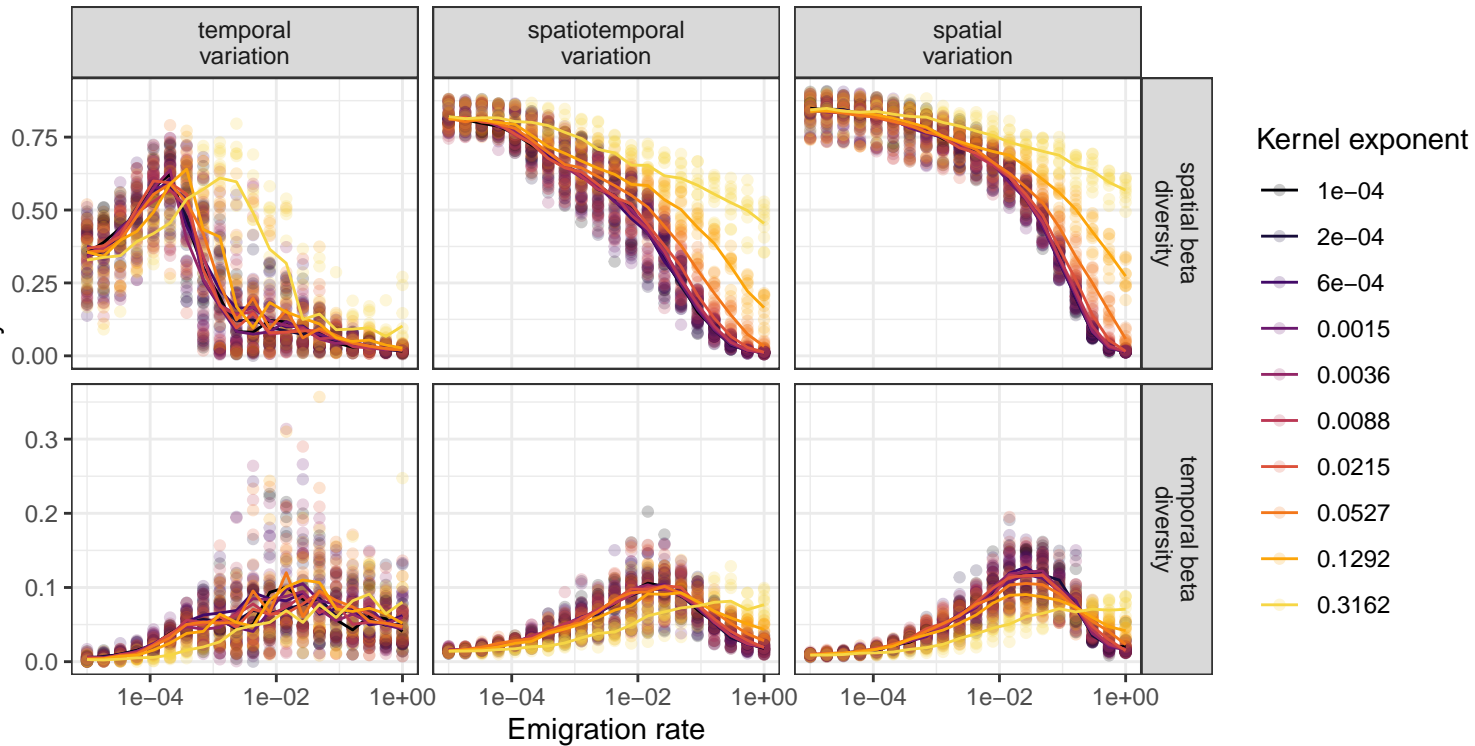 temporal
variation
spatiotemporal
variation
spatial
variation
0.75
0.50
0.25
0.00
spatial beta
diversity
0.3
0.2
0.1
0.0
temporal beta
diversity
1e−04
1e−02
1e+00
1e−04
1e−02
1e+00
1e−04
1e−02
1e+00
Emigration rate
Kernel exponent
1e−04
2e−04
6e−04
0.0015
0.0036
0.0088
0.0215
0.0527
0.1292
0.3162